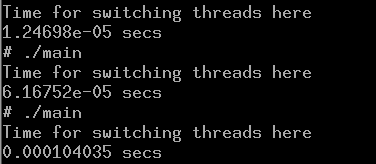 Time for switching threads here
1.24698e-05 secs
# ./main
Time for switching threads here
6.16752e-05 secs
# ./main
Time for switching threads here
0.000104035 secs